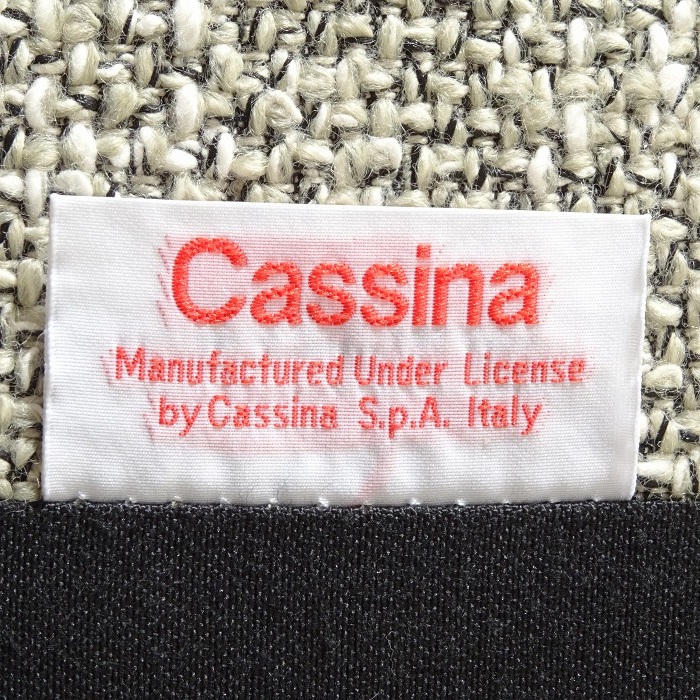 Cassina
Manufactured Under License
by Cassina S.p.A. Italy